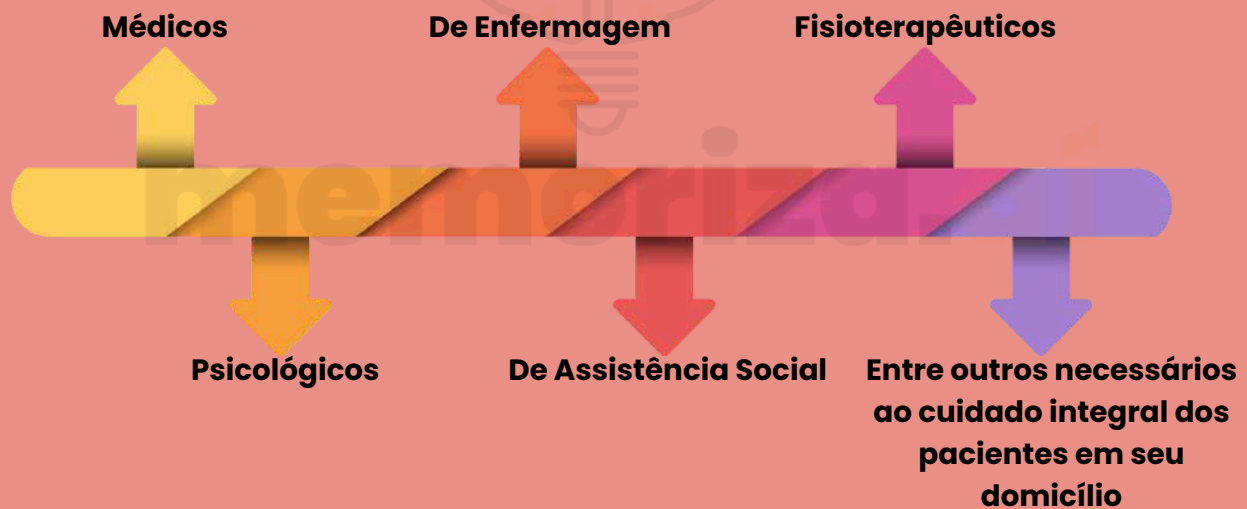 Médicos
De Enfermagem
Fisioterapêuticos
memoriza.aí
Psicológicos
De Assistência Social
Entre outros necessários
ao cuidado integral dos
pacientes em seu
domicílio